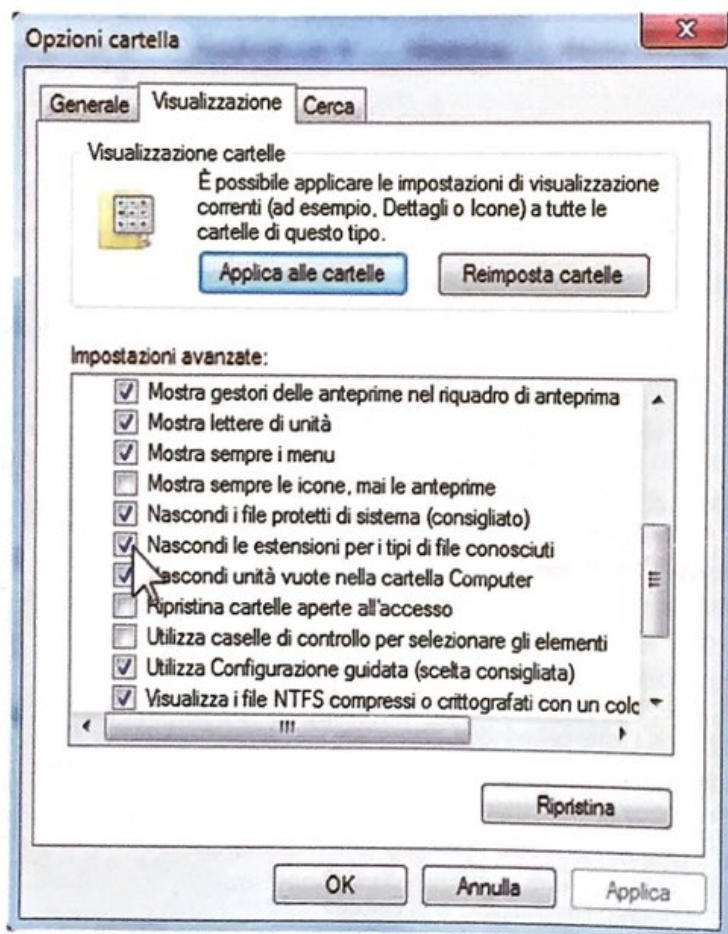 Opzioni cartella
Generale Visualizzazione Cerca
Visualizzazione cartelle
È possibile applicare le impostazioni di visualizzazione
correnti (ad esempio, Dettagli o Icone) a tutte le
cartelle di questo tipo.
Applica alle cartelle Reimposta cartelle
Impostazioni avanzate:
Mostra gestori delle anteprime nel riquadro di anteprima
Mostra lettere di unità
Mostra sempre i menu
Mostra sempre le icone, mai le anteprime
Nascondi i file protetti di sistema (consigliato)
Nascondi le estensioni per i tipi di file conosciuti
Nascondi unità vuote nella cartella Computer
Ripristina cartelle aperte all'accesso
Utilizza caselle di controllo per selezionare gli elementi
Utilizza Configurazione guidata (scelta consigliata)
Visualizza i file NTFS compressi o crittografati con un colo
Ripristina
OK Annulla Applica